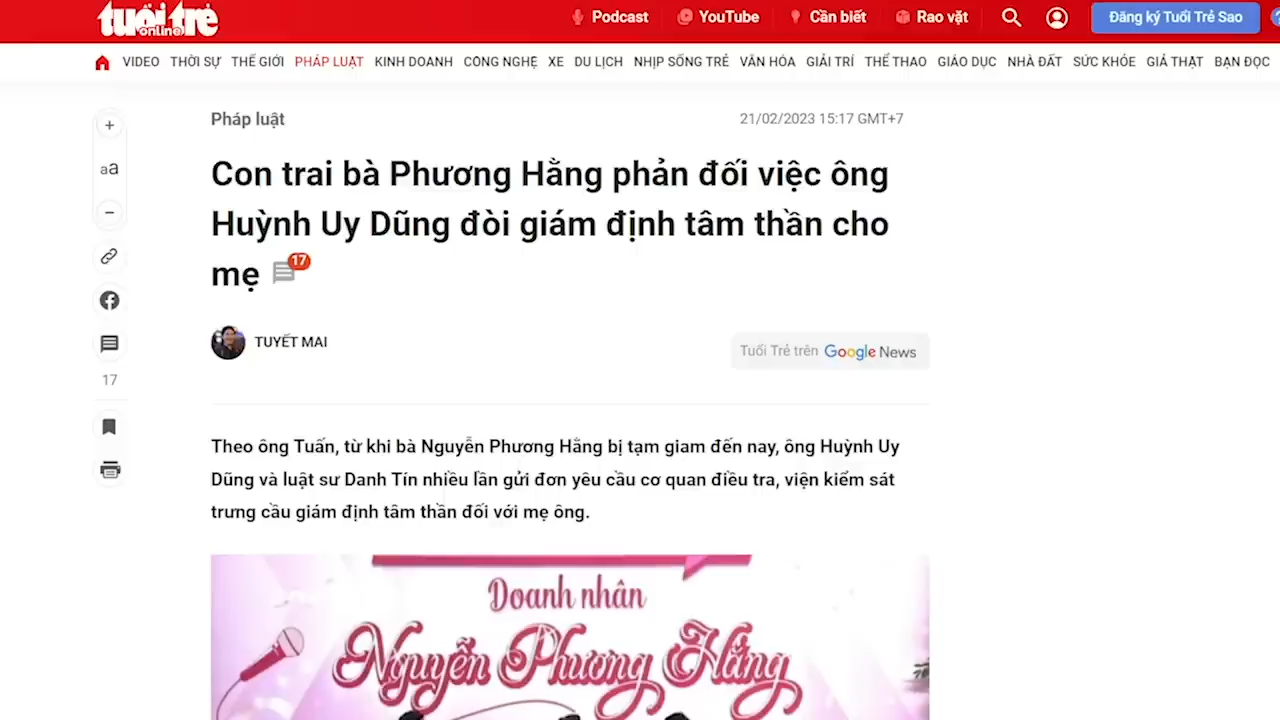 tuổi trẻ
online
Podcast
YouTube
Cần biết
Rao vặt
Đăng ký Tuổi Trẻ Sao
VIDEO THỜI SỰ THẾ GIỚI PHÁP LUẬT KINH DOANH CÔNG NGHỆ XE DU LỊCH NHỊP SỐNG TRẺ VĂN HÓA GIẢI TRÍ THỂ THAO GIÁO DỤC NHÀ ĐẤT SỨC KHỎE GIẢ THẬT BẠN ĐỌC
+
aa
−
17
Pháp luật
21/02/2023 15:17 GMT+7
Con trai bà Phương Hằng phản đối việc ông
Huỳnh Uy Dũng đòi giám định tâm thần cho
mẹ 17
TUYẾT MAI
Tuổi Trẻ trên Google News
Theo ông Tuấn, từ khi bà Nguyễn Phương Hằng bị tạm giam đến nay, ông Huỳnh Uy
Dũng và luật sư Danh Tín nhiều lần gửi đơn yêu cầu cơ quan điều tra, viện kiểm sát
trưng cầu giám định tâm thần đối với mẹ ông.
Doanh nhân
Nguyễn Phương Hằng